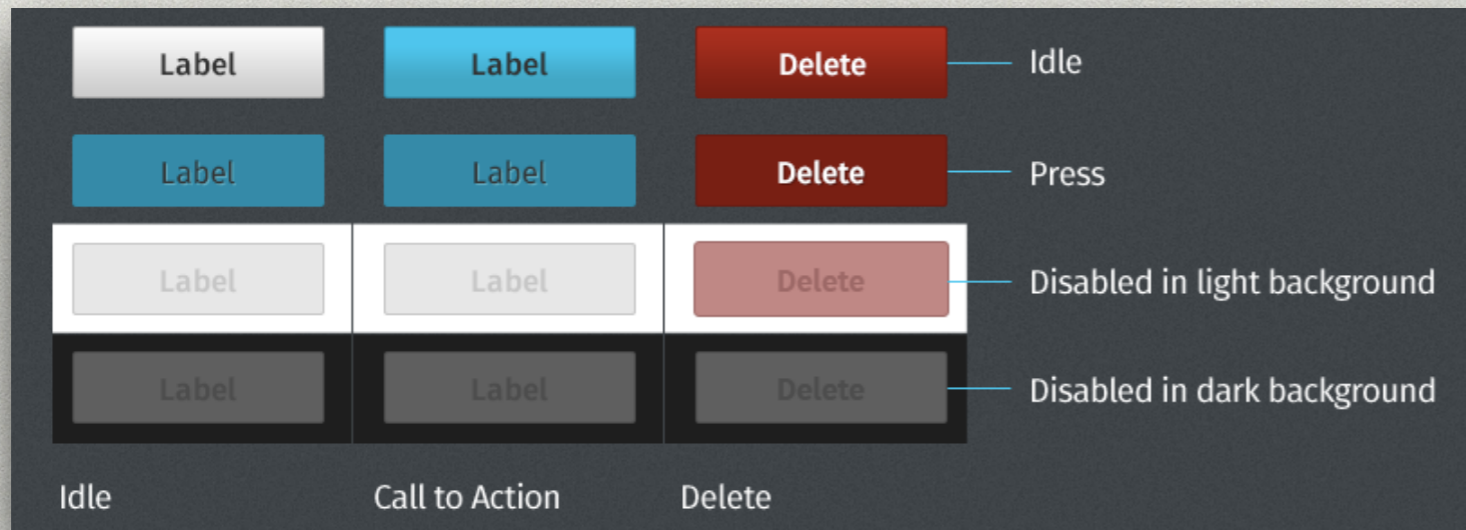 Label Label Delete Idle
Label Label Delete Press
Label Label Delete Disabled in light background
Label Label Delete Disabled in dark background
Idle Call to Action Delete